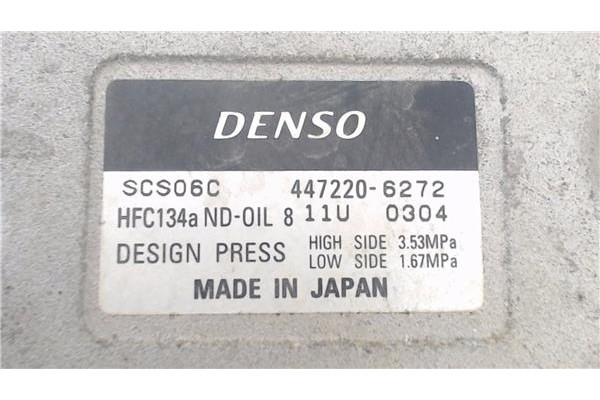 DENSO
SCS06C 447220-6272
HFC134a ND-OIL 8 11U 0304
DESIGN PRESS HIGH SIDE 3.53MPa
LOW SIDE 1.67MPa
MADE IN JAPAN